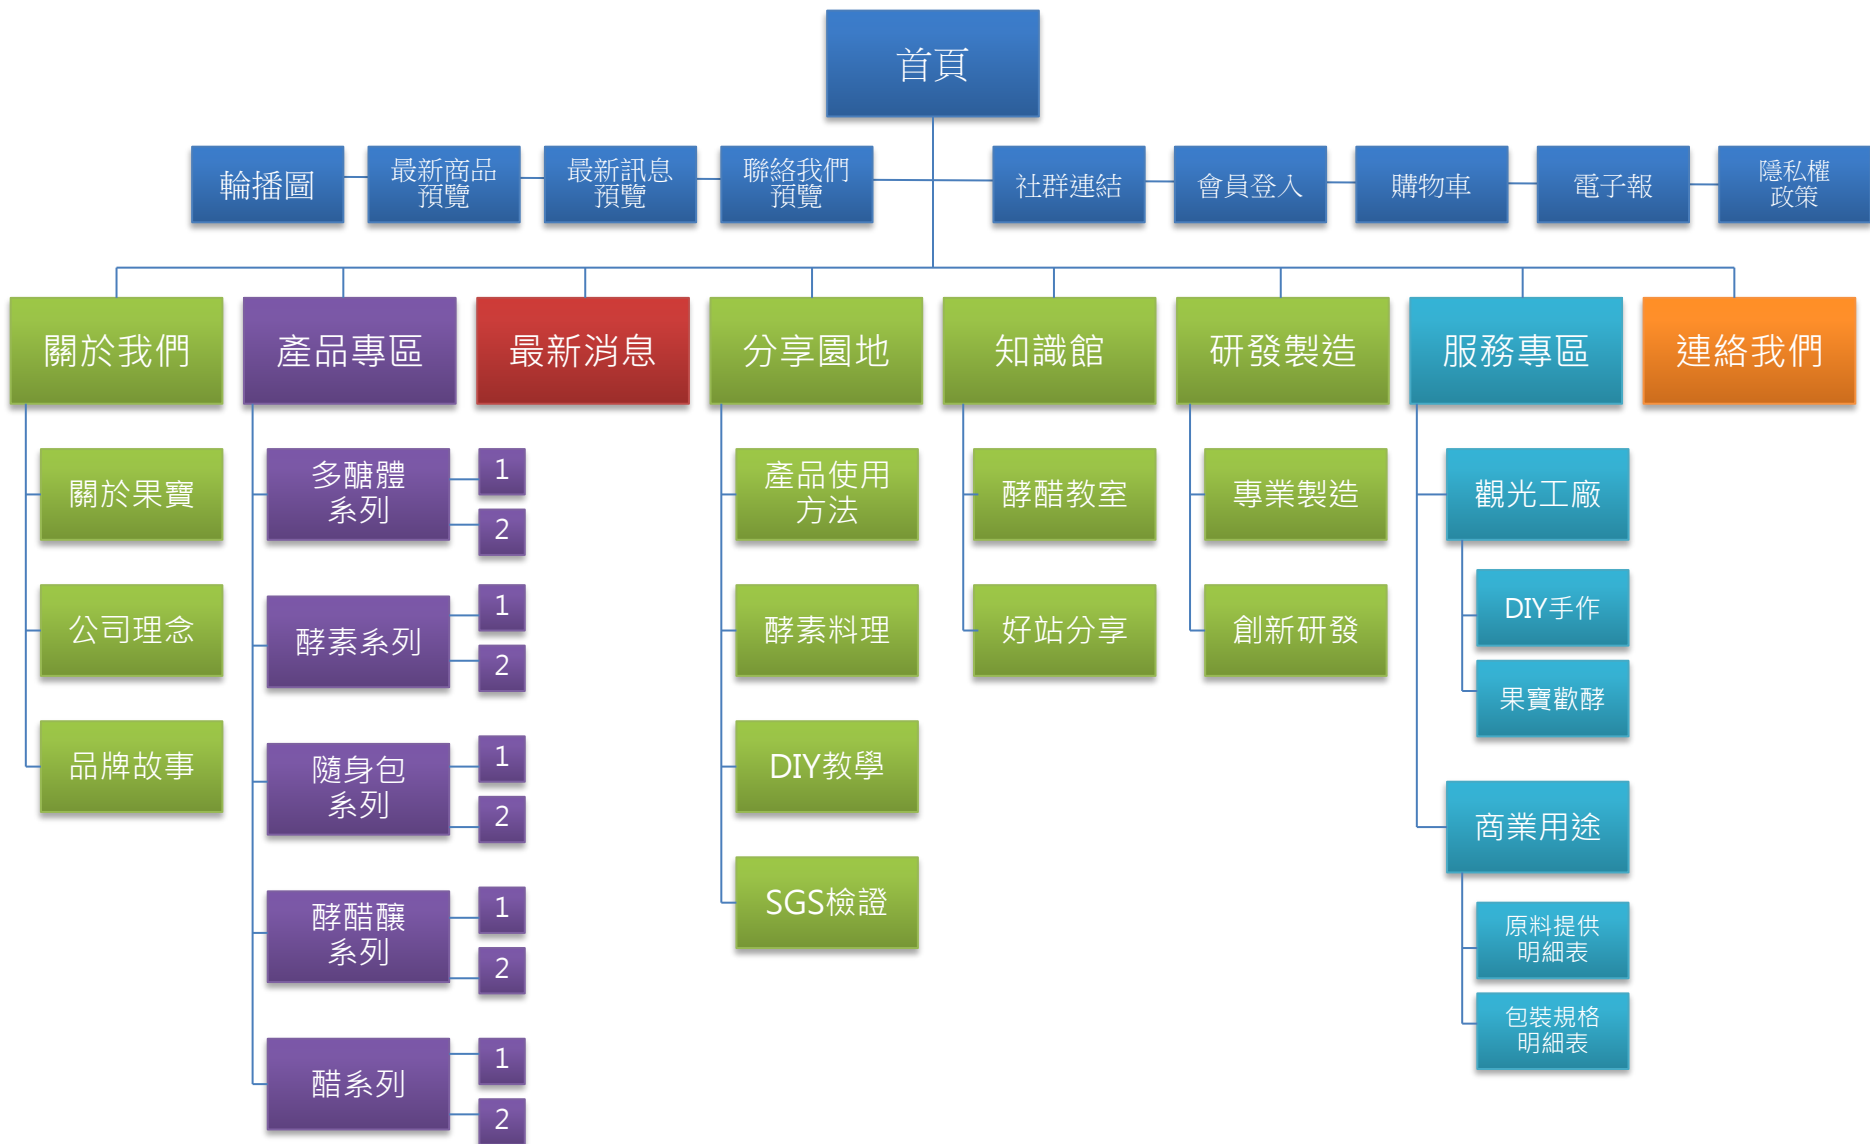 首頁
輪播圖
最新商品
預覽
最新訊息
預覽
聯絡我們
預覽
社群連結
會員登入
購物車
電子報
隱私權
政策
關於我們
產品專區
最新消息
分享園地
知識館
研發製造
服務專區
連絡我們
關於果寶
公司理念
品牌故事
多醣體
系列
1
2
酵素系列
1
2
隨身包
系列
1
2
酵醋釀
系列
1
2
醋系列
1
2
產品使用
方法
酵素料理
DIY教學
SGS檢證
酵醋教室
好站分享
專業製造
創新研發
觀光工廠
DIY手作
果寶歡酵
商業用途
原料提供
明細表
包裝規格
明細表